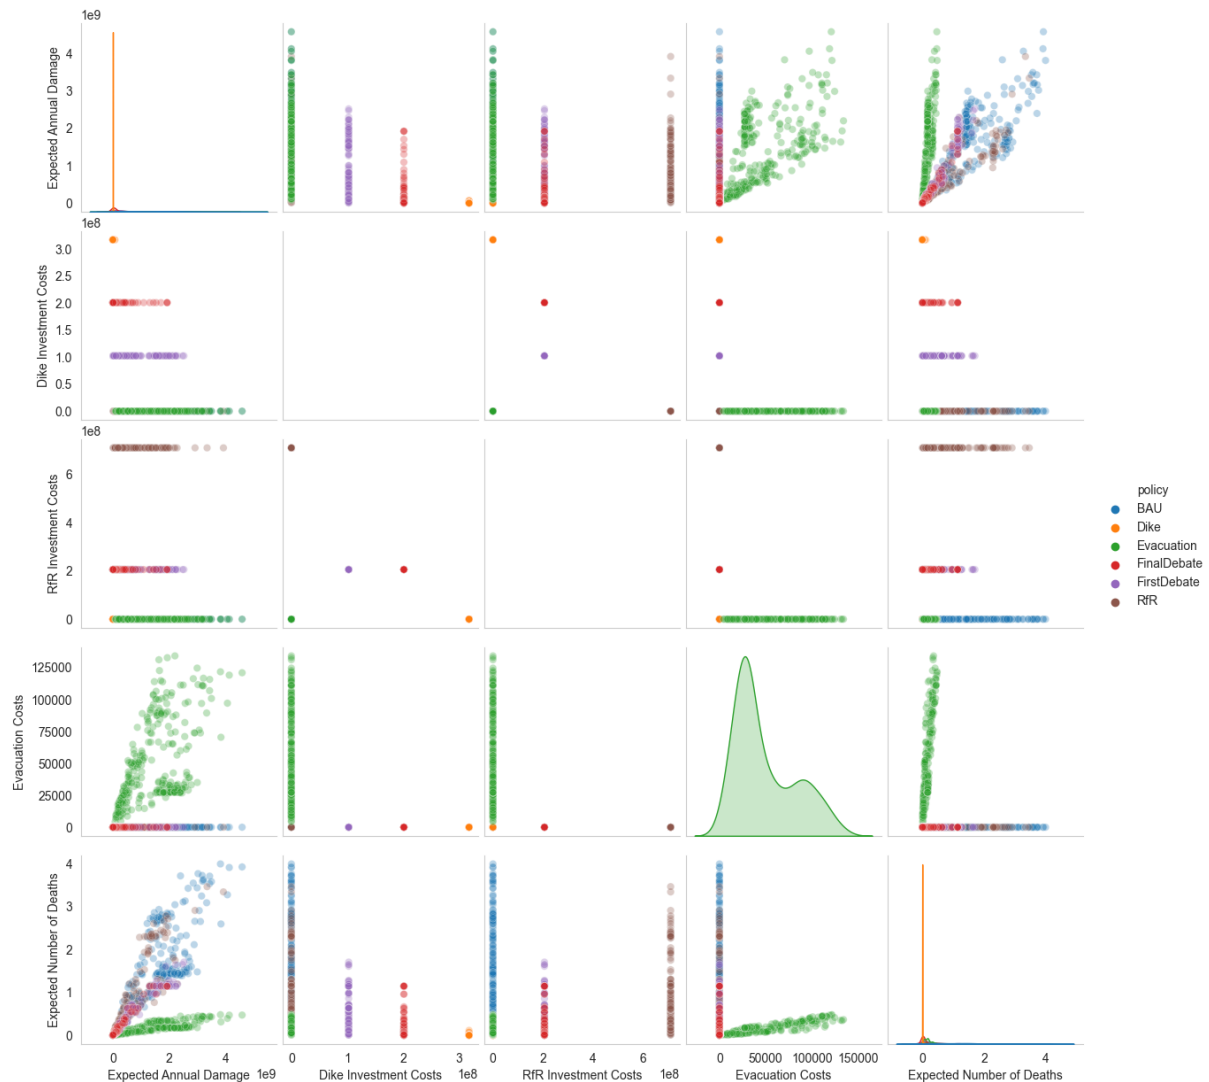 1e9
Expected Annual Damage
4
3
2
1
0
1e8
Dike Investment Costs
3.0
2.5
2.0
1.5
1.0
0.5
0.0
1e8
RfR Investment Costs
6
4
2
0
policy
BAU
Dike
Evacuation
FinalDebate
FirstDebate
RfR
Evacuation Costs
125000
100000
75000
50000
25000
0
Expected Number of Deaths
4
3
2
1
0
0 2 4
Expected Annual Damage 1e9
0 1 2 3
Dike Investment Costs 1e8
0 2 4 6
RfR Investment Costs 1e8
0 50000 100000 150000
Evacuation Costs
0 2 4
Expected Number of Deaths